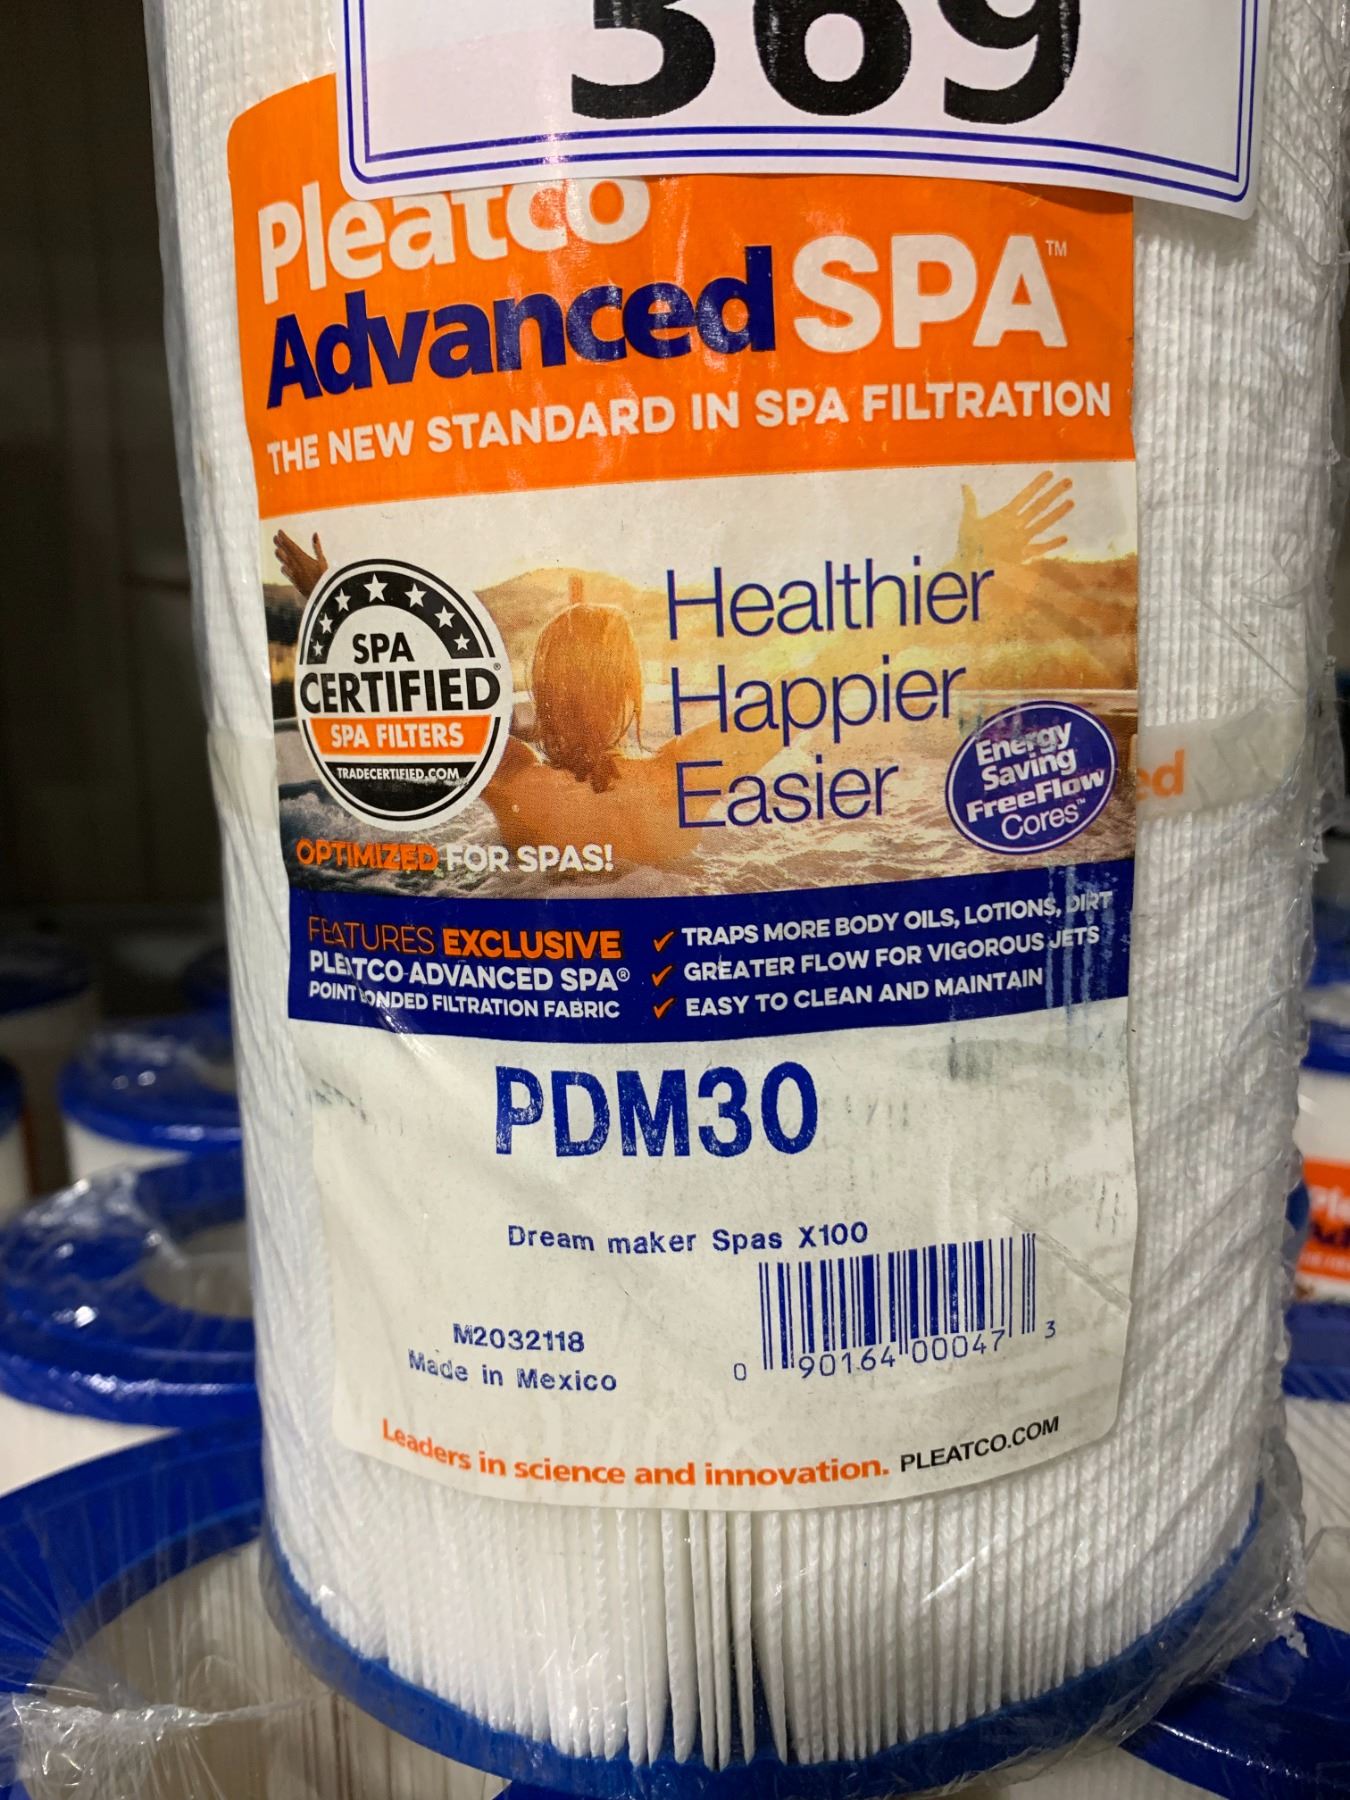 369
Pleatco
Advanced SPA™
THE NEW STANDARD IN SPA FILTRATION
SPA
CERTIFIED®
SPA FILTERS
TRADECERTIFIED.COM
OPTIMIZED FOR SPAS!
Healthier
Happier
Easier
Energy
Saving
FreeFlow
Cores™
ed
FEATURES EXCLUSIVE
PLEATCO ADVANCED SPA®
POINT BONDED FILTRATION FABRIC
✓ TRAPS MORE BODY OILS, LOTIONS, DIRT
✓ GREATER FLOW FOR VIGOROUS JETS
✓ EASY TO CLEAN AND MAINTAIN
PDM30
Dream maker Spas X100
M2032118
Made in Mexico
0 90164 00047 3
Leaders in science and innovation. PLEATCO.COM